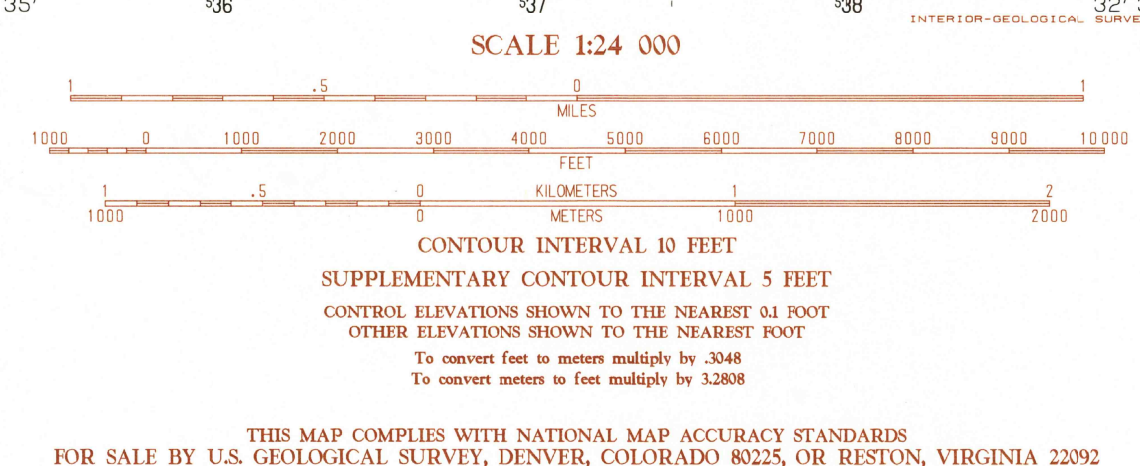 35' ⁵36 ⁵37 ⁵38 32'
INTERIOR-GEOLOGICAL SURVE
SCALE 1:24 000
1 .5 0 1
MILES
1000 0 1000 2000 3000 4000 5000 6000 7000 8000 9000 10 000
FEET
1 .5 0 KILOMETERS 1 2
1000 0 METERS 1000 2000
CONTOUR INTERVAL 10 FEET
SUPPLEMENTARY CONTOUR INTERVAL 5 FEET
CONTROL ELEVATIONS SHOWN TO THE NEAREST 0.1 FOOT
OTHER ELEVATIONS SHOWN TO THE NEAREST FOOT
To convert feet to meters multiply by .3048
To convert meters to feet multiply by 3.2808
THIS MAP COMPLIES WITH NATIONAL MAP ACCURACY STANDARDS
FOR SALE BY U.S. GEOLOGICAL SURVEY, DENVER, COLORADO 80225, OR RESTON, VIRGINIA 22092